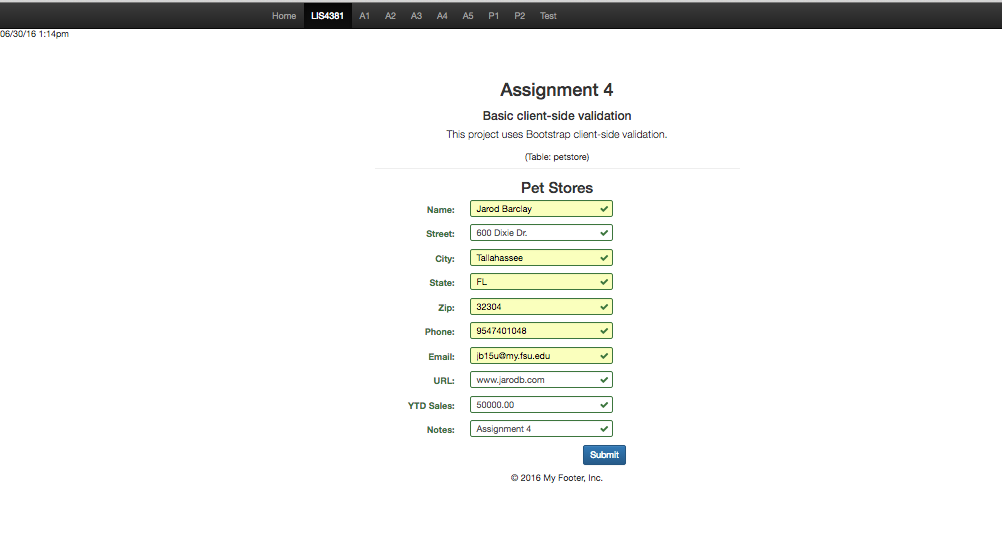 Home LIS4381 A1 A2 A3 A4 A5 P1 P2 Test
06/30/16 1:14pm
Assignment 4
Basic client-side validation
This project uses Bootstrap client-side validation.
(Table: petstore)
Pet Stores
Name: Jarod Barclay
Street: 600 Dixie Dr.
City: Tallahassee
State: FL
Zip: 32304
Phone: 9547401048
Email: jb15u@my.fsu.edu
URL: www.jarodb.com
YTD Sales: 50000.00
Notes: Assignment 4
Submit
© 2016 My Footer, Inc.